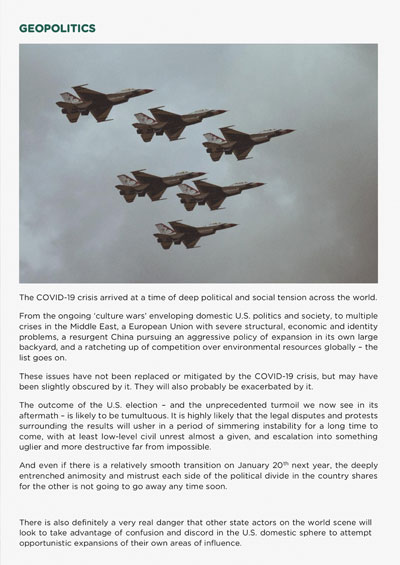 GEOPOLITICS
The COVID-19 crisis arrived at a time of deep political and social tension across the world.
From the ongoing ‘culture wars’ enveloping domestic U.S. politics and society, to multiple
crises in the Middle East, a European Union with severe structural, economic and identity
problems, a resurgent China pursuing an aggressive policy of expansion in its own large
backyard, and a ratcheting up of competition over environmental resources globally – the
list goes on.
These issues have not been replaced or mitigated by the COVID-19 crisis, but may have
been slightly obscured by it. They will also probably be exacerbated by it.
The outcome of the U.S. election – and the unprecedented turmoil we now see in its
aftermath – is likely to be tumultuous. It is highly likely that the legal disputes and protests
surrounding the results will usher in a period of simmering instability for a long time to
come, with at least low-level civil unrest almost a given, and escalation into something
uglier and more destructive far from impossible.
And even if there is a relatively smooth transition on January 20th next year, the deeply
entrenched animosity and mistrust each side of the political divide in the country shares
for the other is not going to go away any time soon.
There is also definitely a very real danger that other state actors on the world scene will
look to take advantage of confusion and discord in the U.S. domestic sphere to attempt
opportunistic expansions of their own areas of influence.